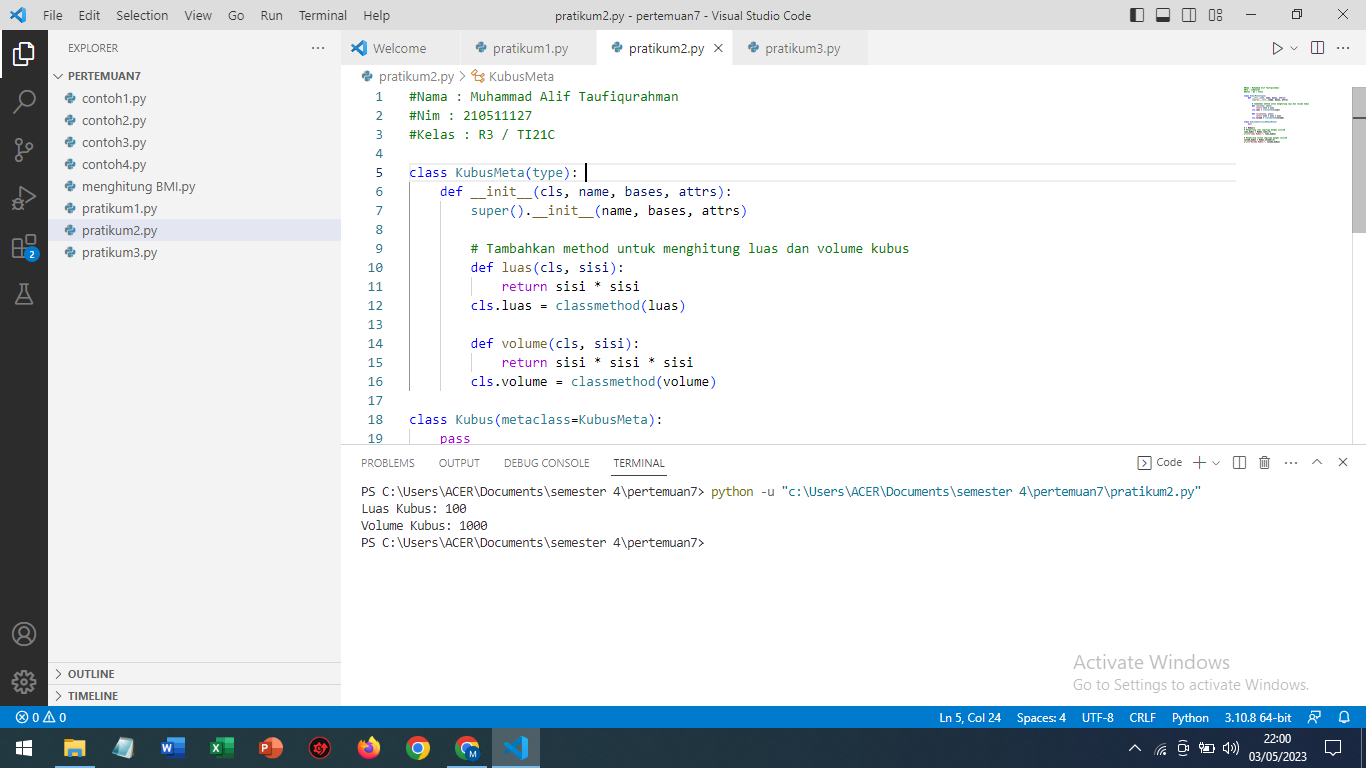 File Edit Selection View Go Run Terminal Help pratikum2.py - pertemuan7 - Visual Studio Code
EXPLORER
PERTEMUAN7
contoh1.py
contoh2.py
contoh3.py
contoh4.py
menghitung BMI.py
pratikum1.py
pratikum2.py
pratikum3.py
OUTLINE
TIMELINE
2
Welcome pratikum1.py pratikum2.py pratikum3.py
pratikum2.py > KubusMeta
1 #Nama : Muhammad Alif Taufiqurahman
2 #Nim : 210511127
3 #Kelas : R3 / TI21C
4
5 class KubusMeta(type):
6 def __init__(cls, name, bases, attrs):
7 super().__init__(name, bases, attrs)
8
9 # Tambahkan method untuk menghitung luas dan volume kubus
10 def luas(cls, sisi):
11 return sisi * sisi
12 cls.luas = classmethod(luas)
13
14 def volume(cls, sisi):
15 return sisi * sisi * sisi
16 cls.volume = classmethod(volume)
17
18 class Kubus(metaclass=KubusMeta):
19 pass
PROBLEMS OUTPUT DEBUG CONSOLE TERMINAL Code
PS C:\Users\ACER\Documents\semester 4\pertemuan7> python -u "c:\Users\ACER\Documents\semester 4\pertemuan7\pratikum2.py"
Luas Kubus: 100
Volume Kubus: 1000
PS C:\Users\ACER\Documents\semester 4\pertemuan7>
Activate Windows
Go to Settings to activate Windows.
0 0 Ln 5, Col 24 Spaces: 4 UTF-8 CRLF Python 3.10.8 64-bit
22:00
03/05/2023